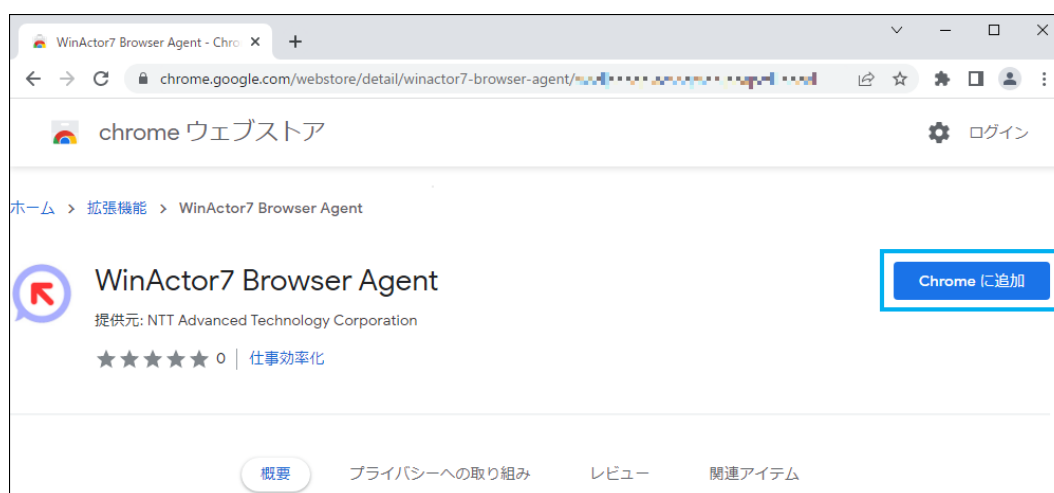 WinActor7 Browser Agent - Chro
chrome.google.com/webstore/detail/winactor7-browser-agent/
chrome ウェブストア
ログイン
ホーム > 拡張機能 > WinActor7 Browser Agent
WinActor7 Browser Agent
Chrome に追加
提供元: NTT Advanced Technology Corporation
0 | 仕事効率化
概要 プライバシーへの取り組み レビュー 関連アイテム